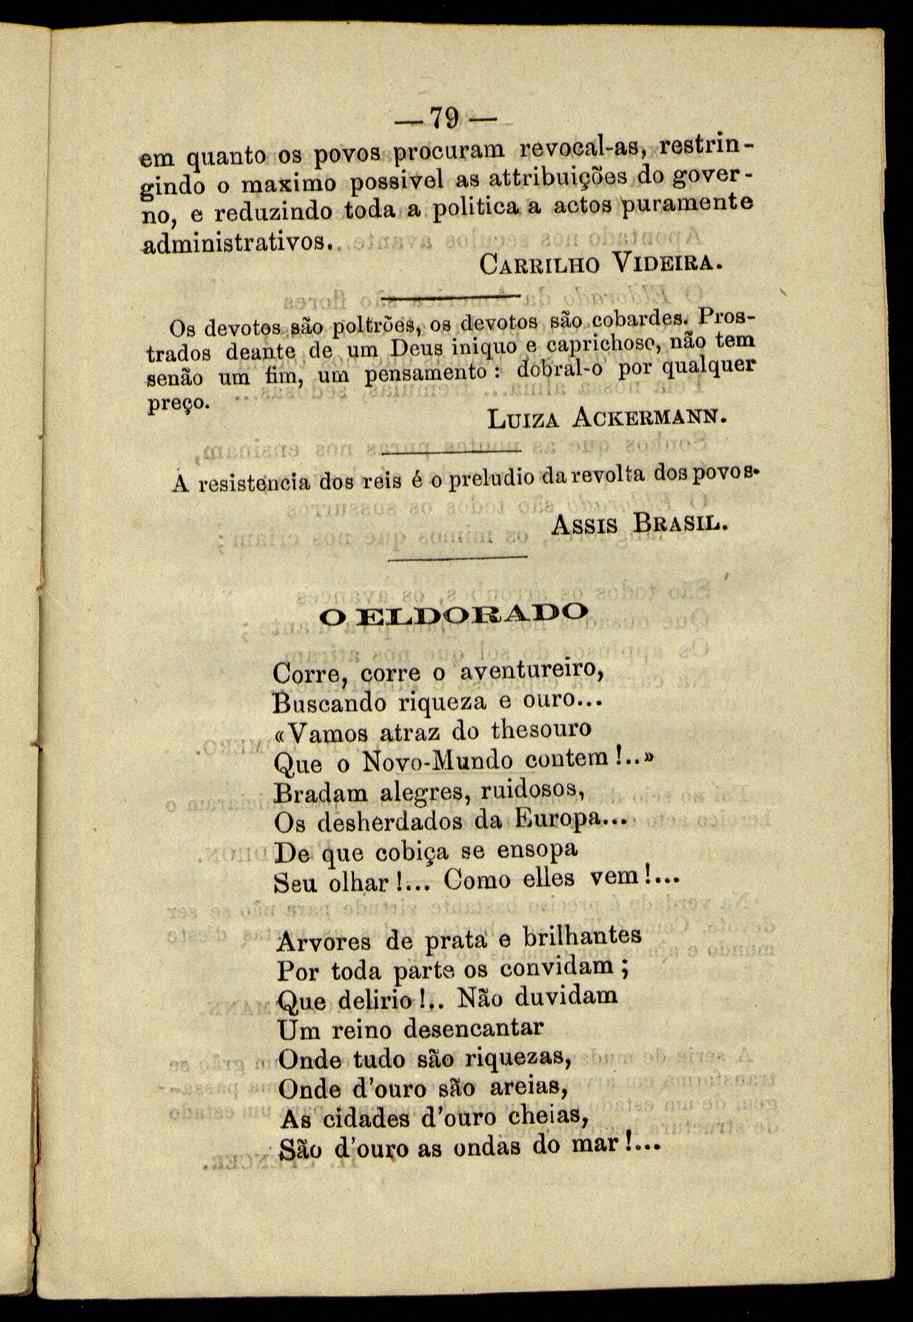 — 79 —
em quanto os povos procuram revocal-as, restrin-
gindo o maximo possivel as attribuições do gover-
no, e reduzindo toda a politica a actos puramente
administrativos.
CARRILHO VIDEIRA.
Os devotos são poltrões, os devotos são cobardes. Pros-
trados deante de um Deus iniquo e caprichoso, não tem
senão um fim, um pensamento : dobral-o por qualquer
preço.
LUIZA ACKERMANN.
A resistencia dos reis é o preludio da revolta dos povos.
ASSIS BRASIL.
O ELDORADO
Corre, corre o aventureiro,
Buscando riqueza e ouro...
«Vamos atraz do thesouro
Que o Novo-Mundo contem !..»
Bradam alegres, ruidosos,
Os desherdados da Europa...
De que cobiça se ensopa
Seu olhar !... Como elles vem !...
Arvores de prata e brilhantes
Por toda parte os convidam ;
Que delirio !.. Não duvidam
Um reino desencantar
Onde tudo são riquezas,
Onde d'ouro são areias,
As cidades d'ouro cheias,
São d'ouro as ondas do mar !...